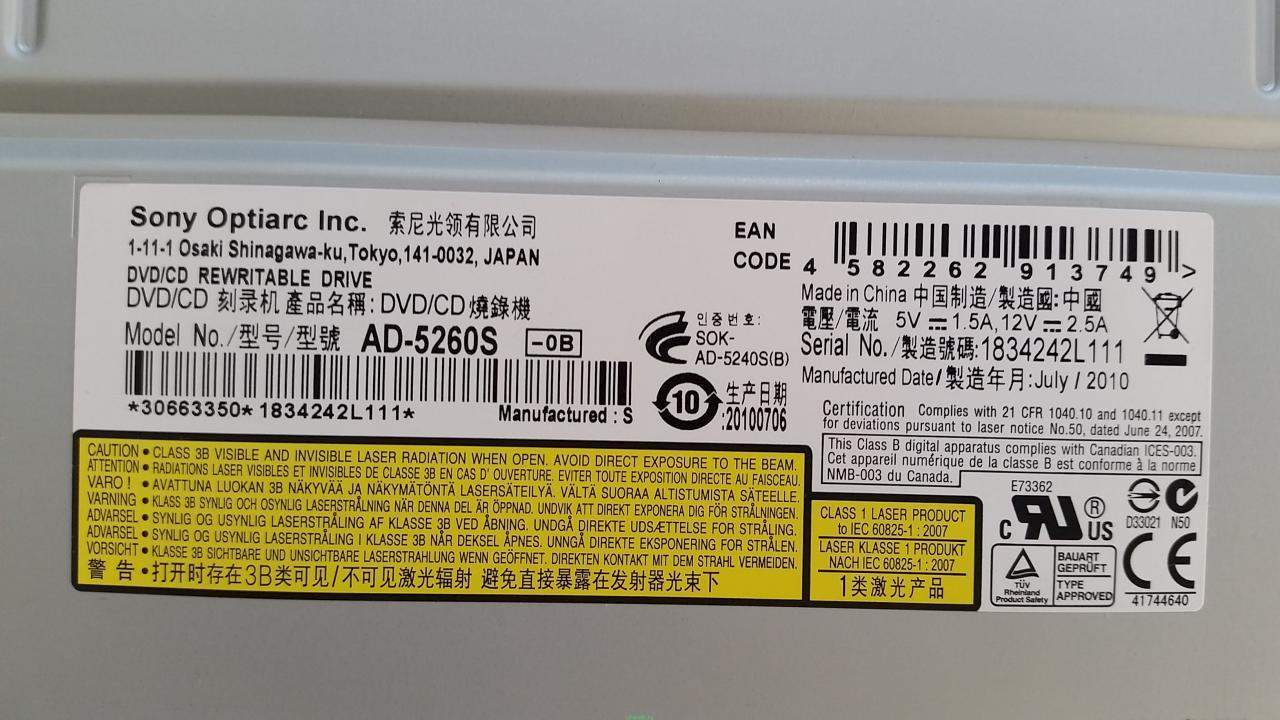 Sony Optiarc Inc. 索尼光领有限公司
1-11-1 Osaki Shinagawa-ku,Tokyo,141-0032, JAPAN
DVD/CD REWRITABLE DRIVE
DVD/CD 刻录机 產品名稱: DVD/CD燒錄機
Model No./型号/型號 AD-5260S -0B
*30663350*1834242L111*
Manufactured : S
인증번호:
SOK-
AD-5240S(B)
10 生产日期
:20100706
EAN
CODE 4 582262 913749 >
Made in China 中国制造/製造國:中國
電壓/電流 5V 1.5A,12V 2.5A
Serial No./製造號碼:1834242L111
Manufactured Date/製造年月:July / 2010
Certification Complies with 21 CFR 1040.10 and 1040.11 except
for deviations pursuant to laser notice No.50, dated June 24, 2007.
This Class B digital apparatus complies with Canadian ICES-003.
Cet appareil numérique de la classe B est conforme à la norme
NMB-003 du Canada.
CAUTION • CLASS 3B VISIBLE AND INVISIBLE LASER RADIATION WHEN OPEN. AVOID DIRECT EXPOSURE TO THE BEAM.
ATTENTION • RADIATIONS LASER VISIBLES ET INVISIBLES DE CLASSE 3B EN CAS D' OUVERTURE. EVITER TOUTE EXPOSITION DIRECTE AU FAISCEAU.
VARO ! • AVATTUNA LUOKAN 3B NÄKYVÄÄ JA NÄKYMÄTÖNTÄ LASERSÄTEILYÄ. VÄLTÄ SUORAA ALTISTUMISTA SÄTEELLE.
VARNING • KLASS 3B SYNLIG OCH OSYNLIG LASERSTRÅLNING NÄR DENNA DEL ÄR ÖPPNAD. UNDVIK ATT DIREKT EXPONERA DIG FÖR STRÅLNINGEN.
ADVARSEL • SYNLIG OG USYNLIG LASERSTRÅLING AF KLASSE 3B VED ÅBNING. UNDGÅ DIREKTE UDSÆTTELSE FOR STRÅLING.
ADVARSEL • SYNLIG OG USYNLIG LASERSTRÅLING I KLASSE 3B NÅR DEKSEL ÅPNES. UNNGÅ DIREKTE EKSPONERING FOR STRÅLEN.
VORSICHT • KLASSE 3B SICHTBARE UND UNSICHTBARE LASERSTRAHLUNG WENN GEÖFFNET. DIREKTEN KONTAKT MIT DEM STRAHL VERMEIDEN.
警 告 • 打开时存在3B类可见/不可见激光辐射 避免直接暴露在发射器光束下
CLASS 1 LASER PRODUCT
to IEC 60825-1 : 2007
LASER KLASSE 1 PRODUKT
NACH IEC 60825-1 : 2007
1类激光产品
E73362
C RU ® US
D33021 N50
TÜV
Rheinland
Product Safety
BAUART
GEPRÜFT
TYPE
APPROVED
CE
41744640